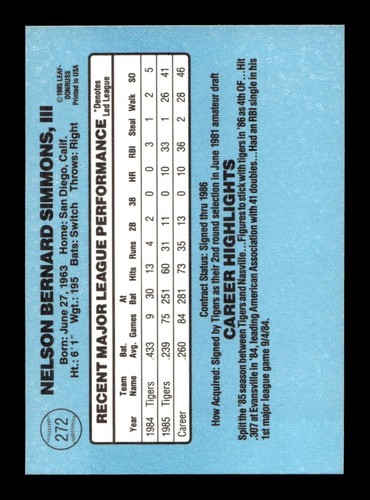 272
NELSON BERNARD SIMMONS, III
©1985 LEAF-
DONRUSS
Printed in USA
Born: June 27, 1963 Home: San Diego, Calif.
Ht.: 6'1" Wgt.: 195 Bats: Switch Throws: Right
RECENT MAJOR LEAGUE PERFORMANCE
*Denotes
Led League
Year Team Name Bat. Avg. Games At Bat Hits Runs 2B 3B HR RBI Steal Walk SO
1984 Tigers .433 9 30 13 4 2 0 0 3 1 2 5
1985 Tigers .239 75 251 60 31 11 0 10 33 1 26 41
Career .260 84 281 73 35 13 0 10 36 2 28 46
Contract Status: Signed thru 1986
How Acquired: Signed by Tigers as their 2nd round selection in June 1981 amateur draft
CAREER HIGHLIGHTS
Split the '85 season between Tigers and Nasville...Figures to stick with tigers in '86 as 4th OF...Hit
.307 at Evansville in '84, leading American Association with 41 doubles...Had an RBI single in his
1st major league game 9/4/84.